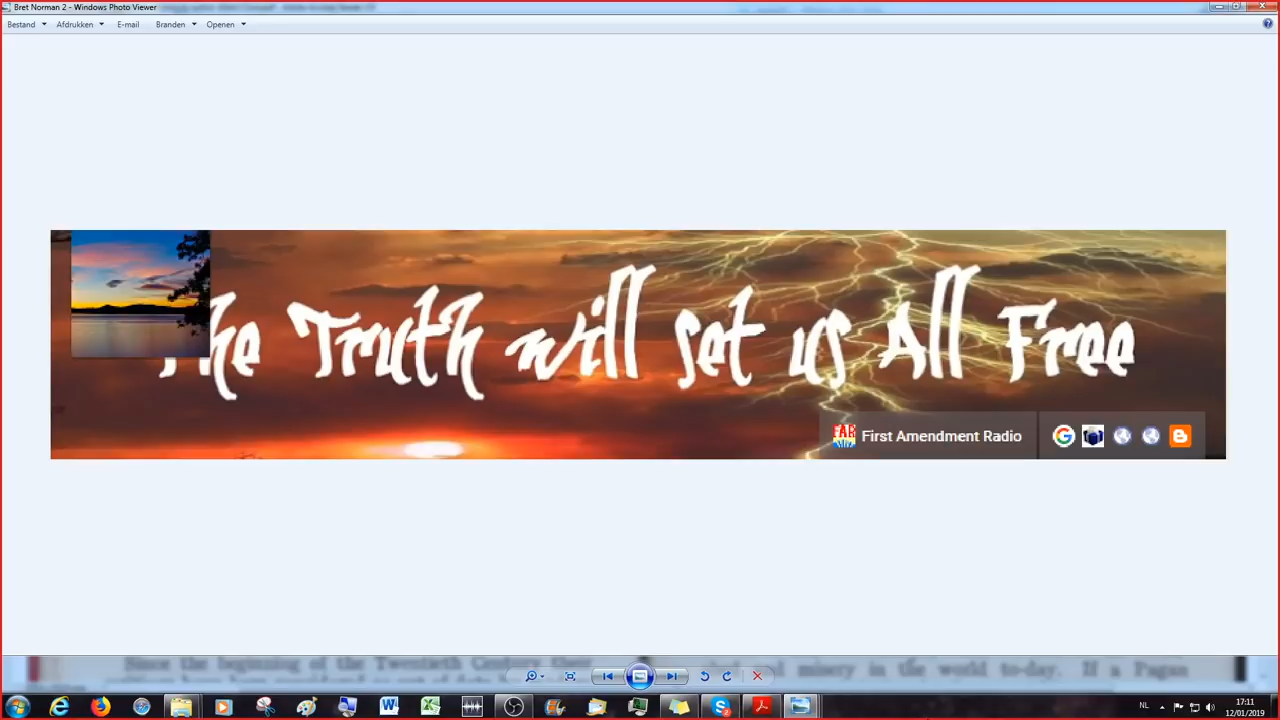 Bret Norman 2 - Windows Photo Viewer
Bestand Afdrukken E-mail Branden Openen
The Truth will set us All Free
FAR First Amendment Radio
Since the beginning of the Twentieth Century
misery in the world to-day. If a Pagan
NL 17:11
12/01/2019